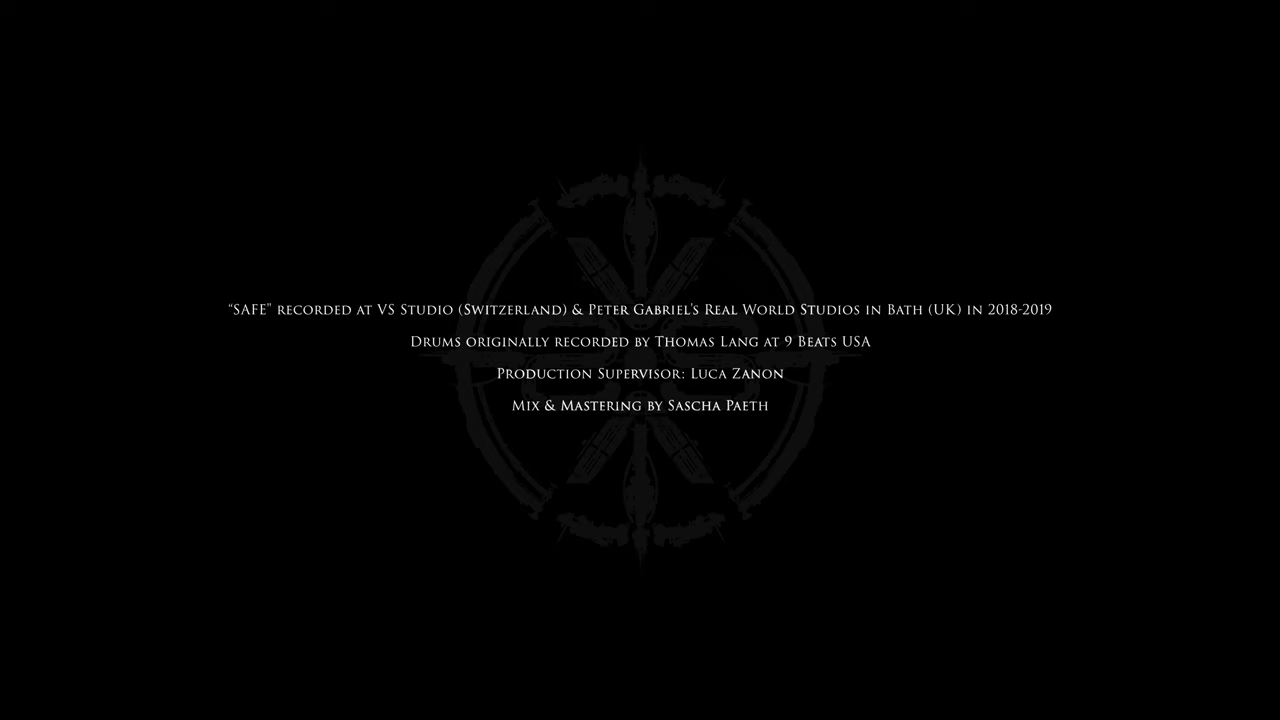 “SAFE" recorded at VS Studio (Switzerland) & Peter Gabriel's Real World Studios in Bath (UK) in 2018-2019
Drums originally recorded by Thomas Lang at 9 Beats USA
Production Supervisor: Luca Zanon
Mix & Mastering by Sascha Paeth